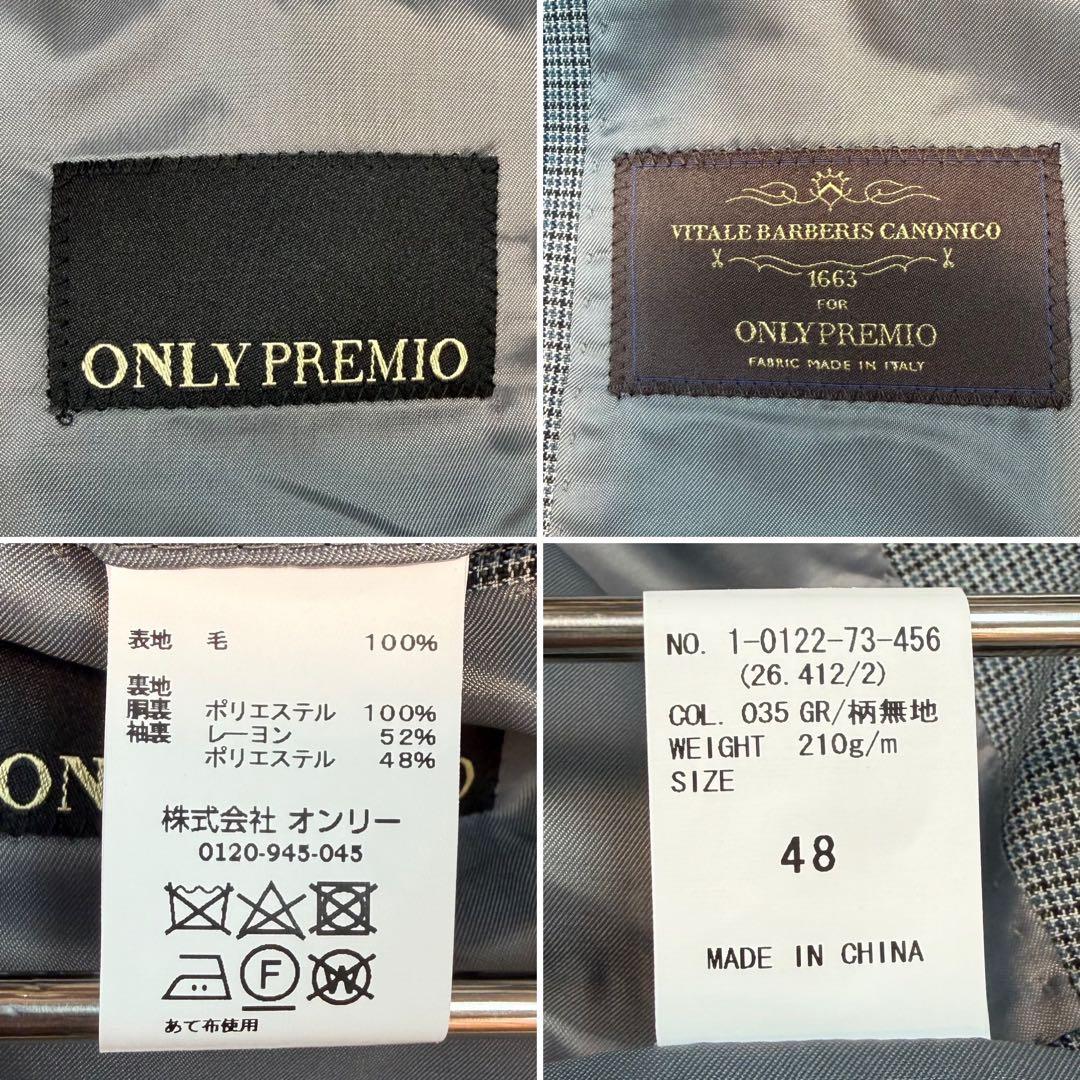 ONLY PREMIO
VITALE BARBERIS CANONICO
1663
FOR
ONLY PREMIO
FABRIC MADE IN ITALY
表地 毛 100%
裏地
胴裏 ポリエステル 100%
袖裏 レーヨン 52%
ポリエステル 48%
株式会社 オンリー
0120-945-045
F
W
あて布使用
ON
O
NO. 1-0122-73-456
(26.412/2)
COL. 035 GR/柄無地
WEIGHT 210g/m
SIZE
48
MADE IN CHINA